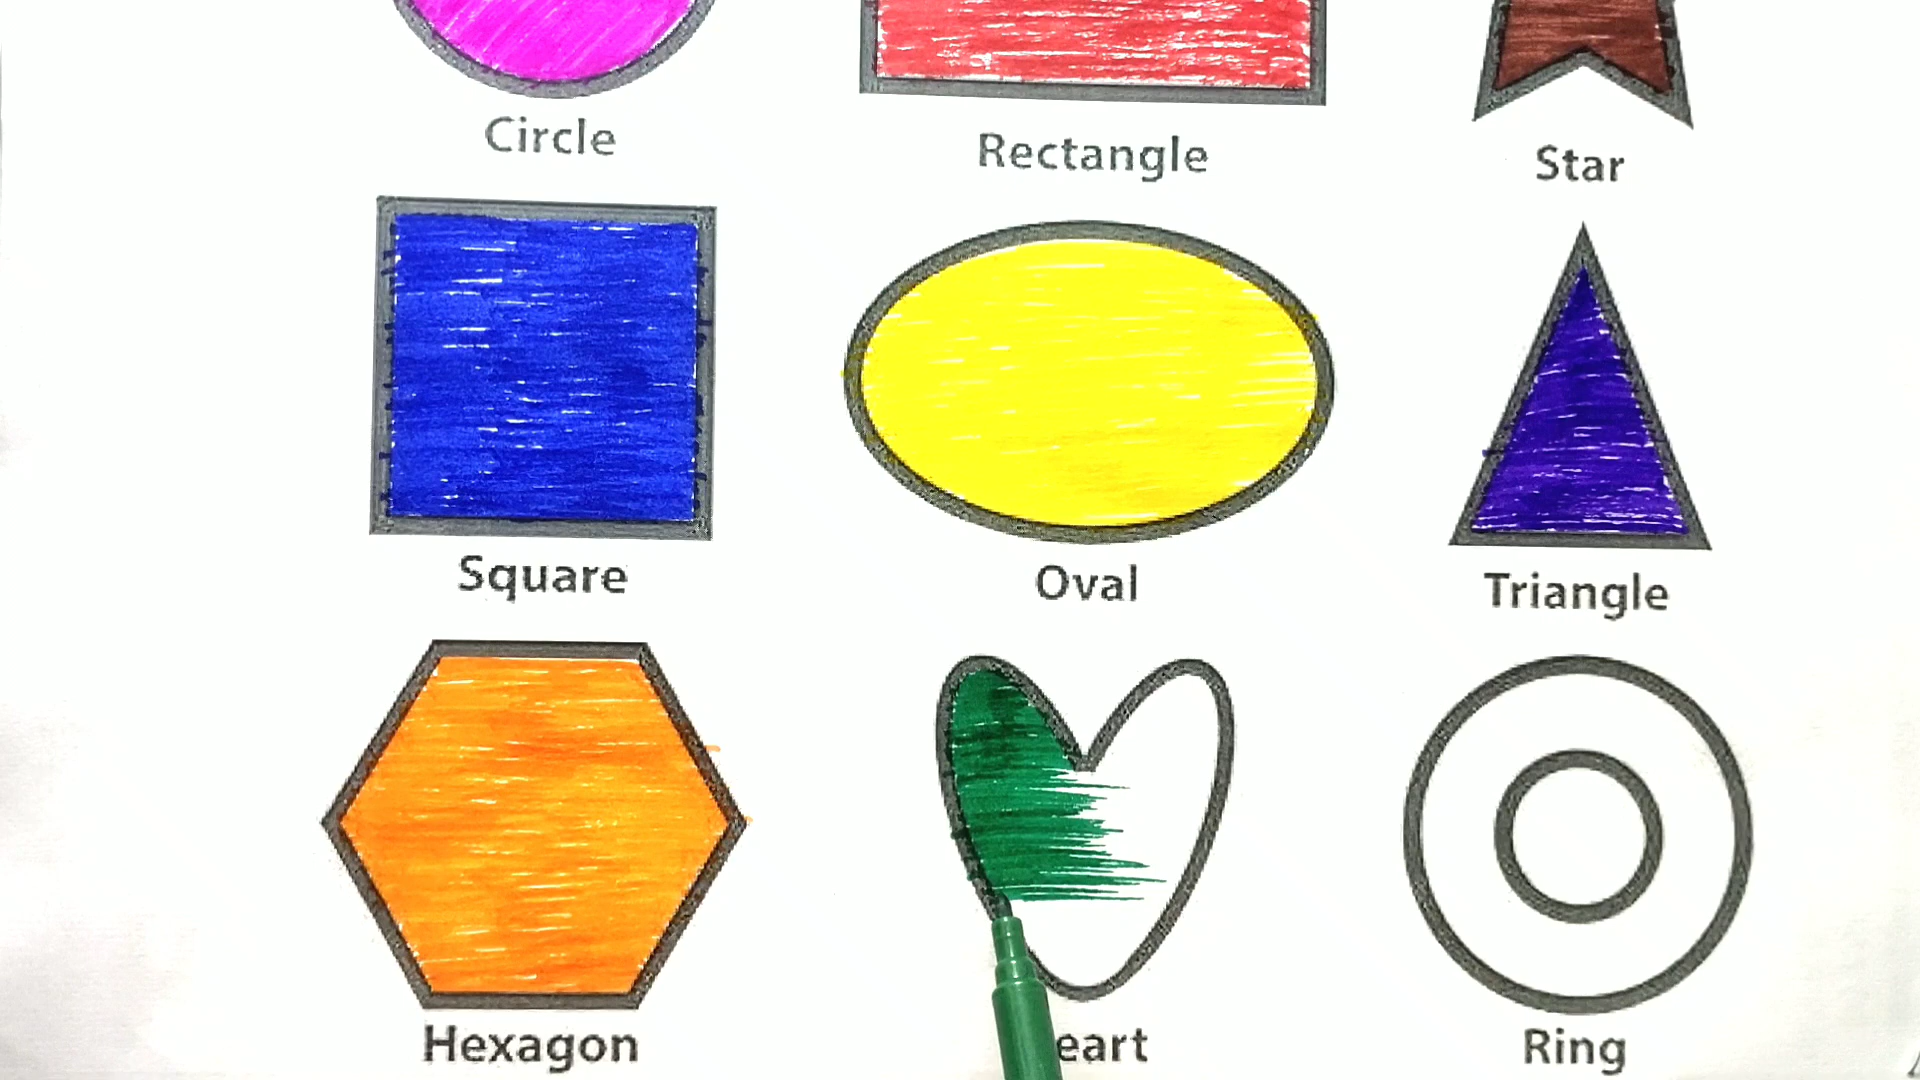 Circle
Rectangle
Star
Square
Oval
Triangle
Hexagon
eart
Ring